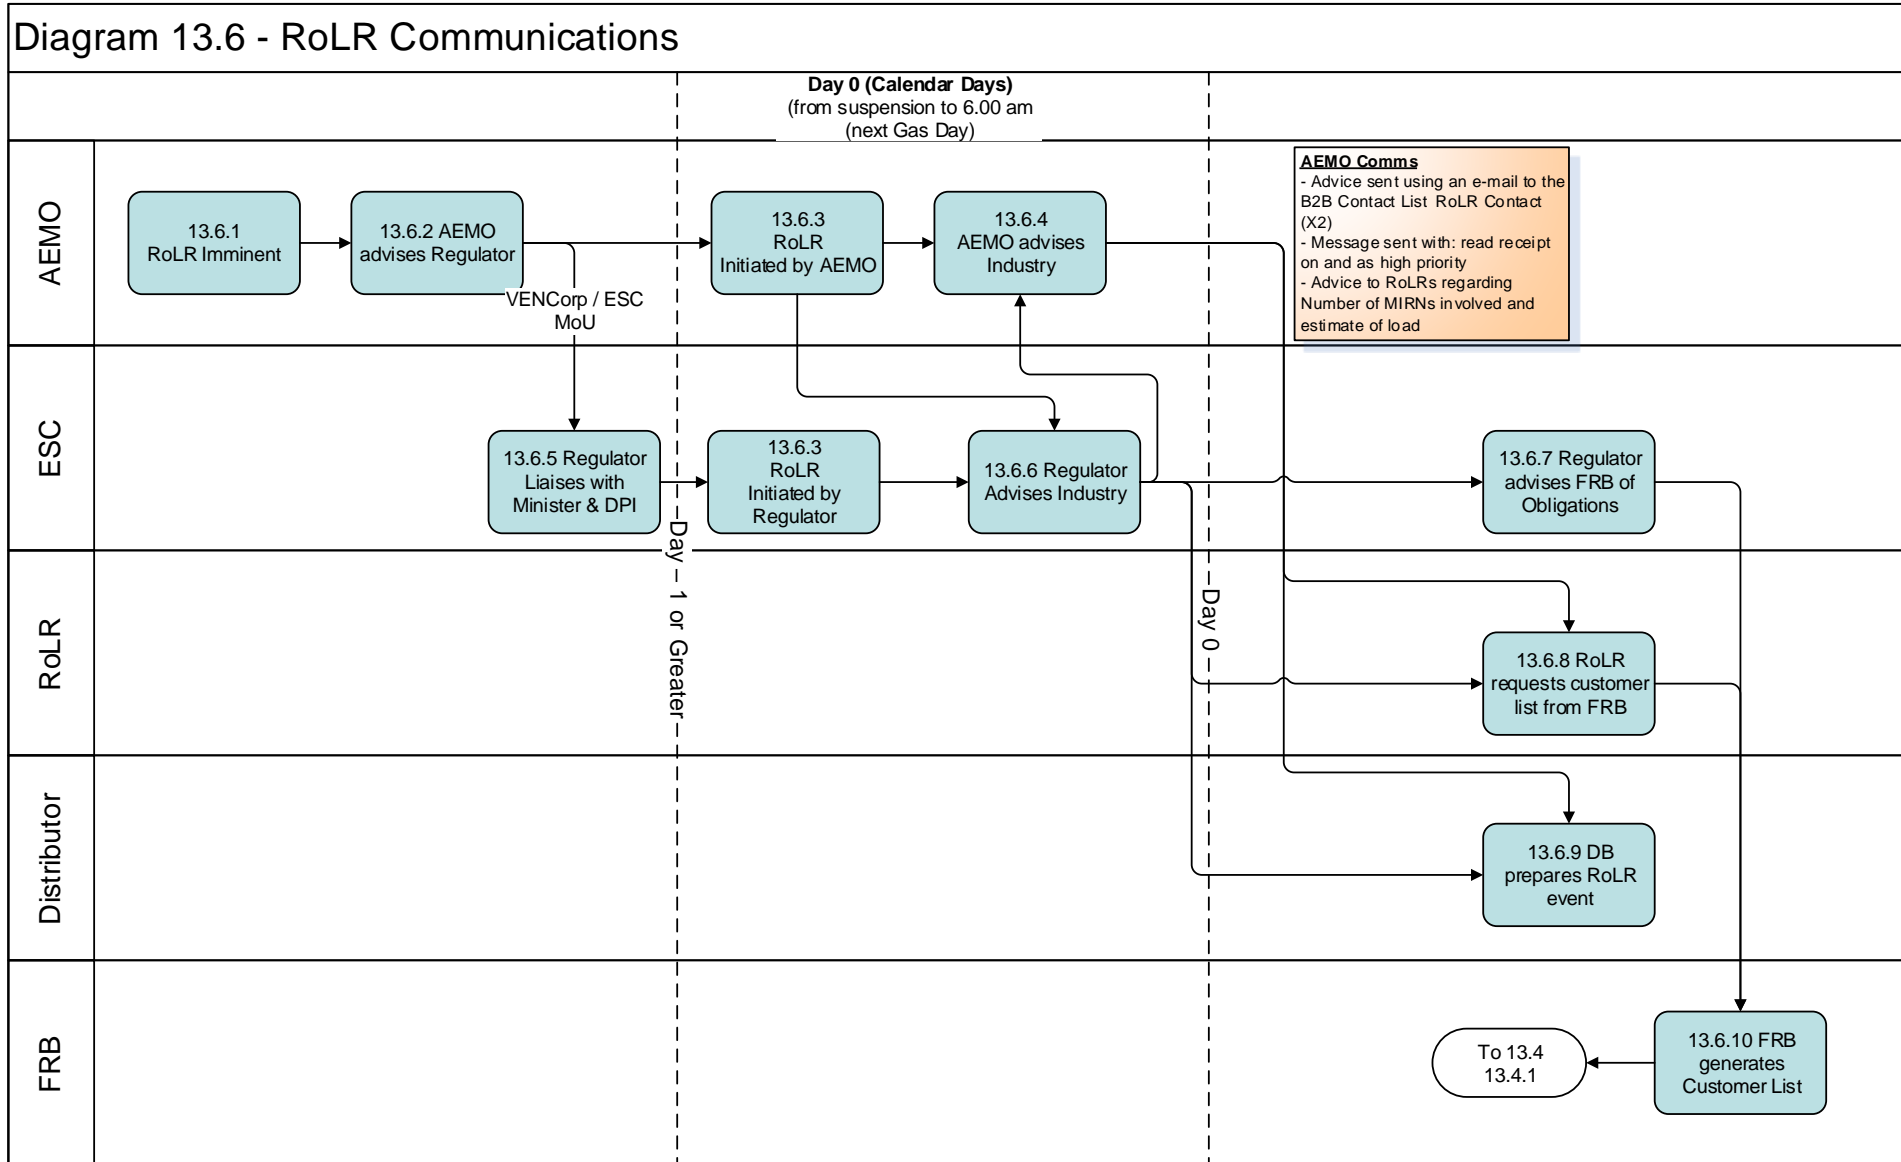 Diagram 13.6 - RoLR Communications
Day 0 (Calendar Days)
(from suspension to 6.00 am
(next Gas Day)
AEMO
13.6.1
RoLR Imminent
13.6.2 AEMO
advises Regulator
VENCorp / ESC
MoU
13.6.3
RoLR
Initiated by AEMO
13.6.4
AEMO advises
Industry
AEMO Comms
- Advice sent using an e-mail to the
B2B Contact List RoLR Contact
(X2)
- Message sent with: read receipt
on and as high priority
- Advice to RoLRs regarding
Number of MIRNs involved and
estimate of load
ESC
13.6.5 Regulator
Liaises with
Minister & DPI
13.6.3
RoLR
Initiated by
Regulator
13.6.6 Regulator
Advises Industry
13.6.7 Regulator
advises FRB of
Obligations
Day – 1 or Greater
Day 0
RoLR
13.6.8 RoLR
requests customer
list from FRB
Distributor
13.6.9 DB
prepares RoLR
event
FRB
To 13.4
13.4.1
13.6.10 FRB
generates
Customer List